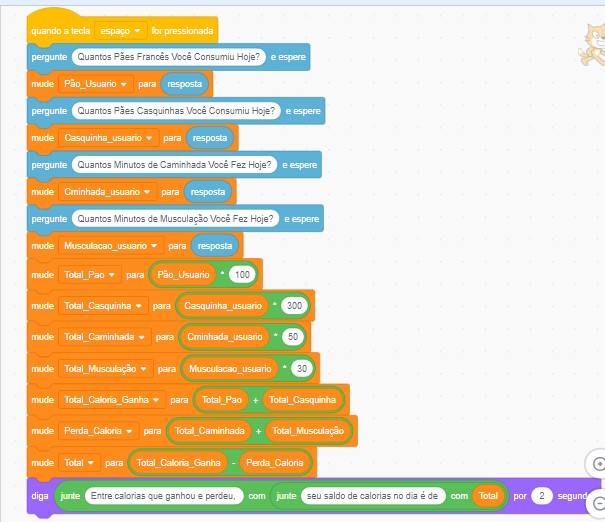 quando a tecla espaço for pressionada
pergunte Quantos Pães Francês Você Consumiu Hoje? e espere
mude Pão_Usuario para resposta
pergunte Quantos Pães Casquinhas Você Consumiu Hoje? e espere
mude Casquinha_usuario para resposta
pergunte Quantos Minutos de Caminhada Você Fez Hoje? e espere
mude Cminhada_usuario para resposta
pergunte Quantos Minutos de Musculação Você Fez Hoje? e espere
mude Musculacao_usuario para resposta
mude Total_Pao para Pão_Usuario * 100
mude Total_Casquinha para Casquinha_usuario * 300
mude Total_Caminhada para Cminhada_usuario * 50
mude Total_Musculação para Musculacao_usuario * 30
mude Total_Caloria_Ganha para Total_Pao + Total_Casquinha
mude Perda_Caloria para Total_Caminhada + Total_Musculação
mude Total para Total_Caloria_Ganha - Perda_Caloria
diga junte Entre calorias que ganhou e perdeu, com junte seu saldo de calorias no dia é de com Total por 2 segund